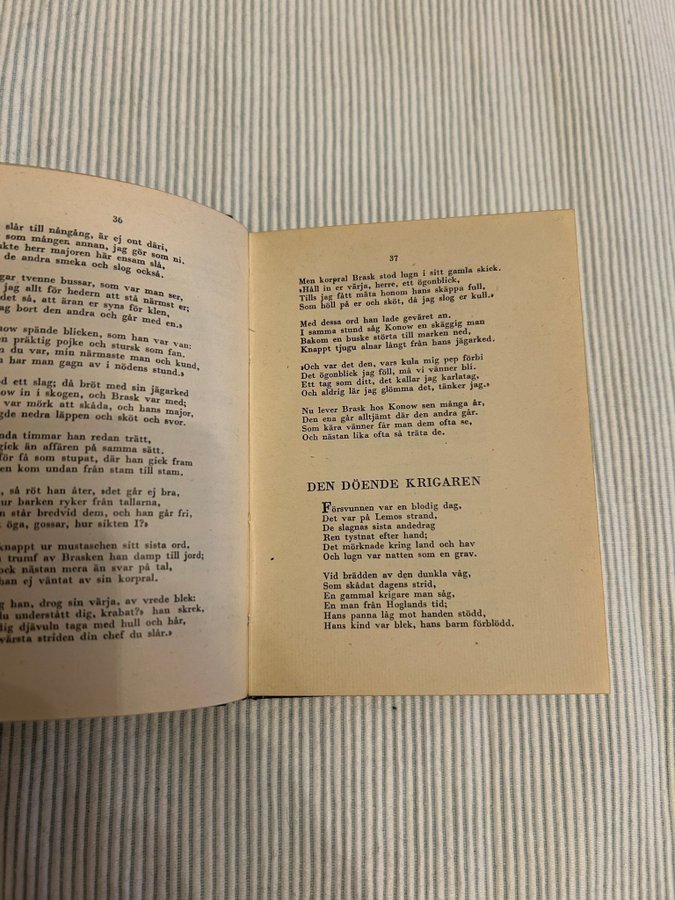 36
slår till nångång, är ej ont däri,
som mången annan, jag gör som ni.
ukte herr majoren här ensam slå,
de andra smeka och slog också.
gar tvenne bussar, som var man ser,
jag allt för hedern att stå närmst er;
det så, att äran er syns för klen,
ag bort den andra och går med en.»
now spände blicken, som han var van:
en präktig pojke och stursk som fan.
m du var, min närmaste man och kund,
n har man gagn av i nödens stund.»
ed ett slag; då bröt med sin jägarked
ow in i skogen, och Brask var med;
var mörkt att skåda, och hans major,
gde nedra läppen och sköt och svor.
nda timmar han redan trätt,
gick än affären på samma sätt.
för få som stupat, där han gick fram
en kom undan från stam till stam.
, så röt han åter, »det går ej bra,
ur barken ryker från tallarna,
n står bredvid dem, och han går fri,
öga, gossar, hur sikten I?»
knappt ur mustaschen sitt sista ord,
trumf av Brasken han damp till jord;
ock nästan mera än svar på tal,
han ej väntat av sin korpral.
g han, drog sin värja, av vrede blek:
du understått dig, krabat?» han skrek,
dig djävuln taga med hull och hår,
värsta striden din chef du slår.»
37
Men korpral Brask stod lugn i sitt gamla skick.
»Håll in er värja, herre, ett ögonblick,
Tills jag fått mäta honom hans skäppa full,
Som höll på er och sköt, då jag slog er kull.»
Med dessa ord han lade geväret an.
I samma stund såg Konow en skäggig man
Bakom en buske störta till marken ned,
Knappt tjugu alnar långt från hans jägarked.
»Och var det den, vars kula mig pep förbi
Det ögonblick jag föll, må vi vänner bli.
Ett tag som ditt, det kallar jag karlatag,
Och aldrig lär jag glömma det, tänker jag.»
Nu lever Brask hos Konow sen många år,
Den ena går alltjämt där den andra går.
Som kära vänner får man dem ofta se,
Och nästan lika ofta så träta de.
DEN DÖENDE KRIGAREN
Försvunnen var en blodig dag,
Det var på Lemos strand,
De slagnas sista andedrag
Ren tystnat efter hand;
Det mörknade kring land och hav
Och lugn var natten som en grav.
Vid brädden av den dunkla våg,
Som skådat dagens strid,
En gammal krigare man såg,
En man från Hoglands tid;
Hans panna låg mot handen stödd,
Hans kind var blek, hans barm förblödd.